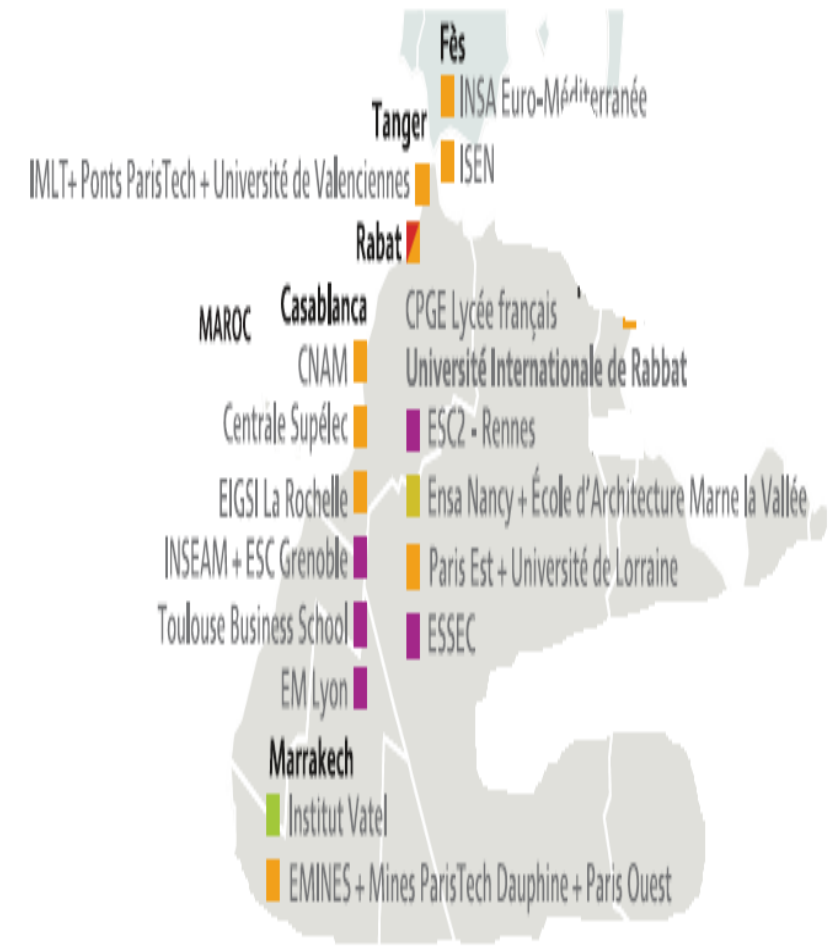 Fès
INSA Euro-Méditerranée
ISEN
Tanger
IMLT+ Ponts ParisTech + Université de Valenciennes
Rabat
CPGE Lycée français
Université Internationale de Rabbat
ESC2 - Rennes
Ensa Nancy + École d'Architecture Marne la Vallée
Paris Est + Université de Lorraine
ESSEC
MAROC
Casablanca
CNAM
Centrale Supélec
EIGSI La Rochelle
INSEAM + ESC Grenoble
Toulouse Business School
EM Lyon
Marrakech
Institut Vatel
EMINES + Mines ParisTech Dauphine + Paris Ouest